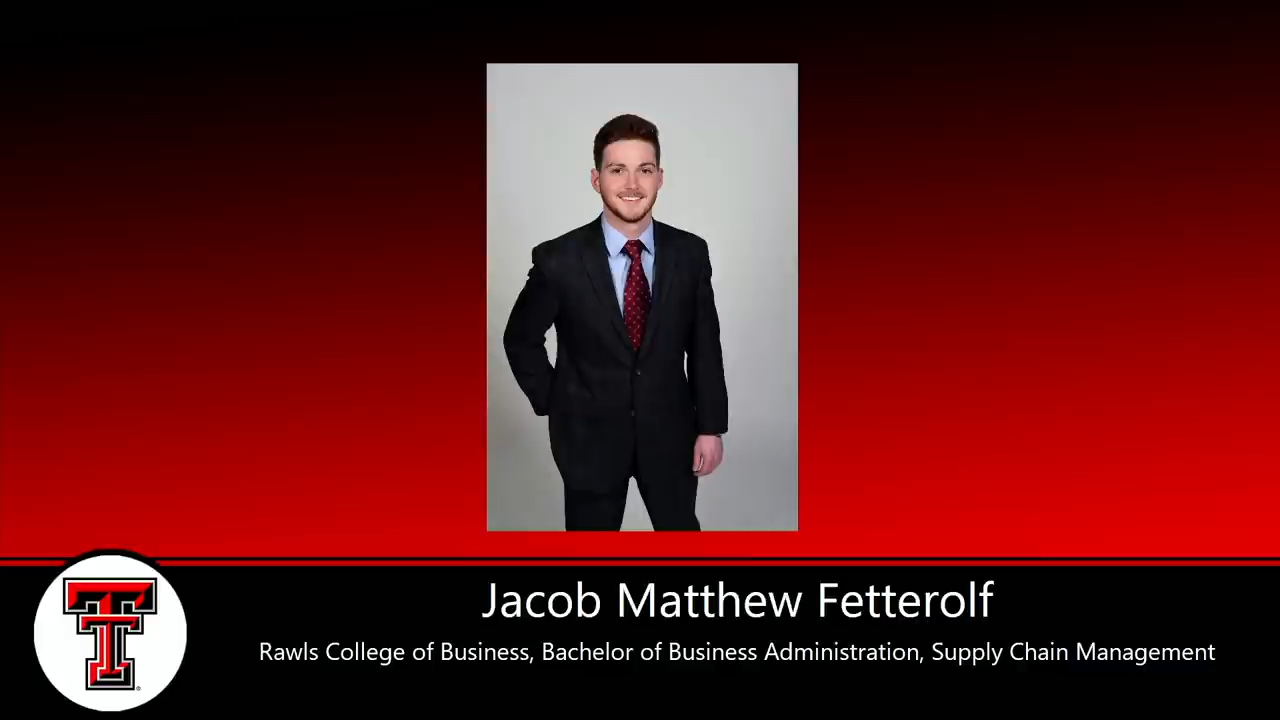 Jacob Matthew Fetterolf
Rawls College of Business, Bachelor of Business Administration, Supply Chain Management